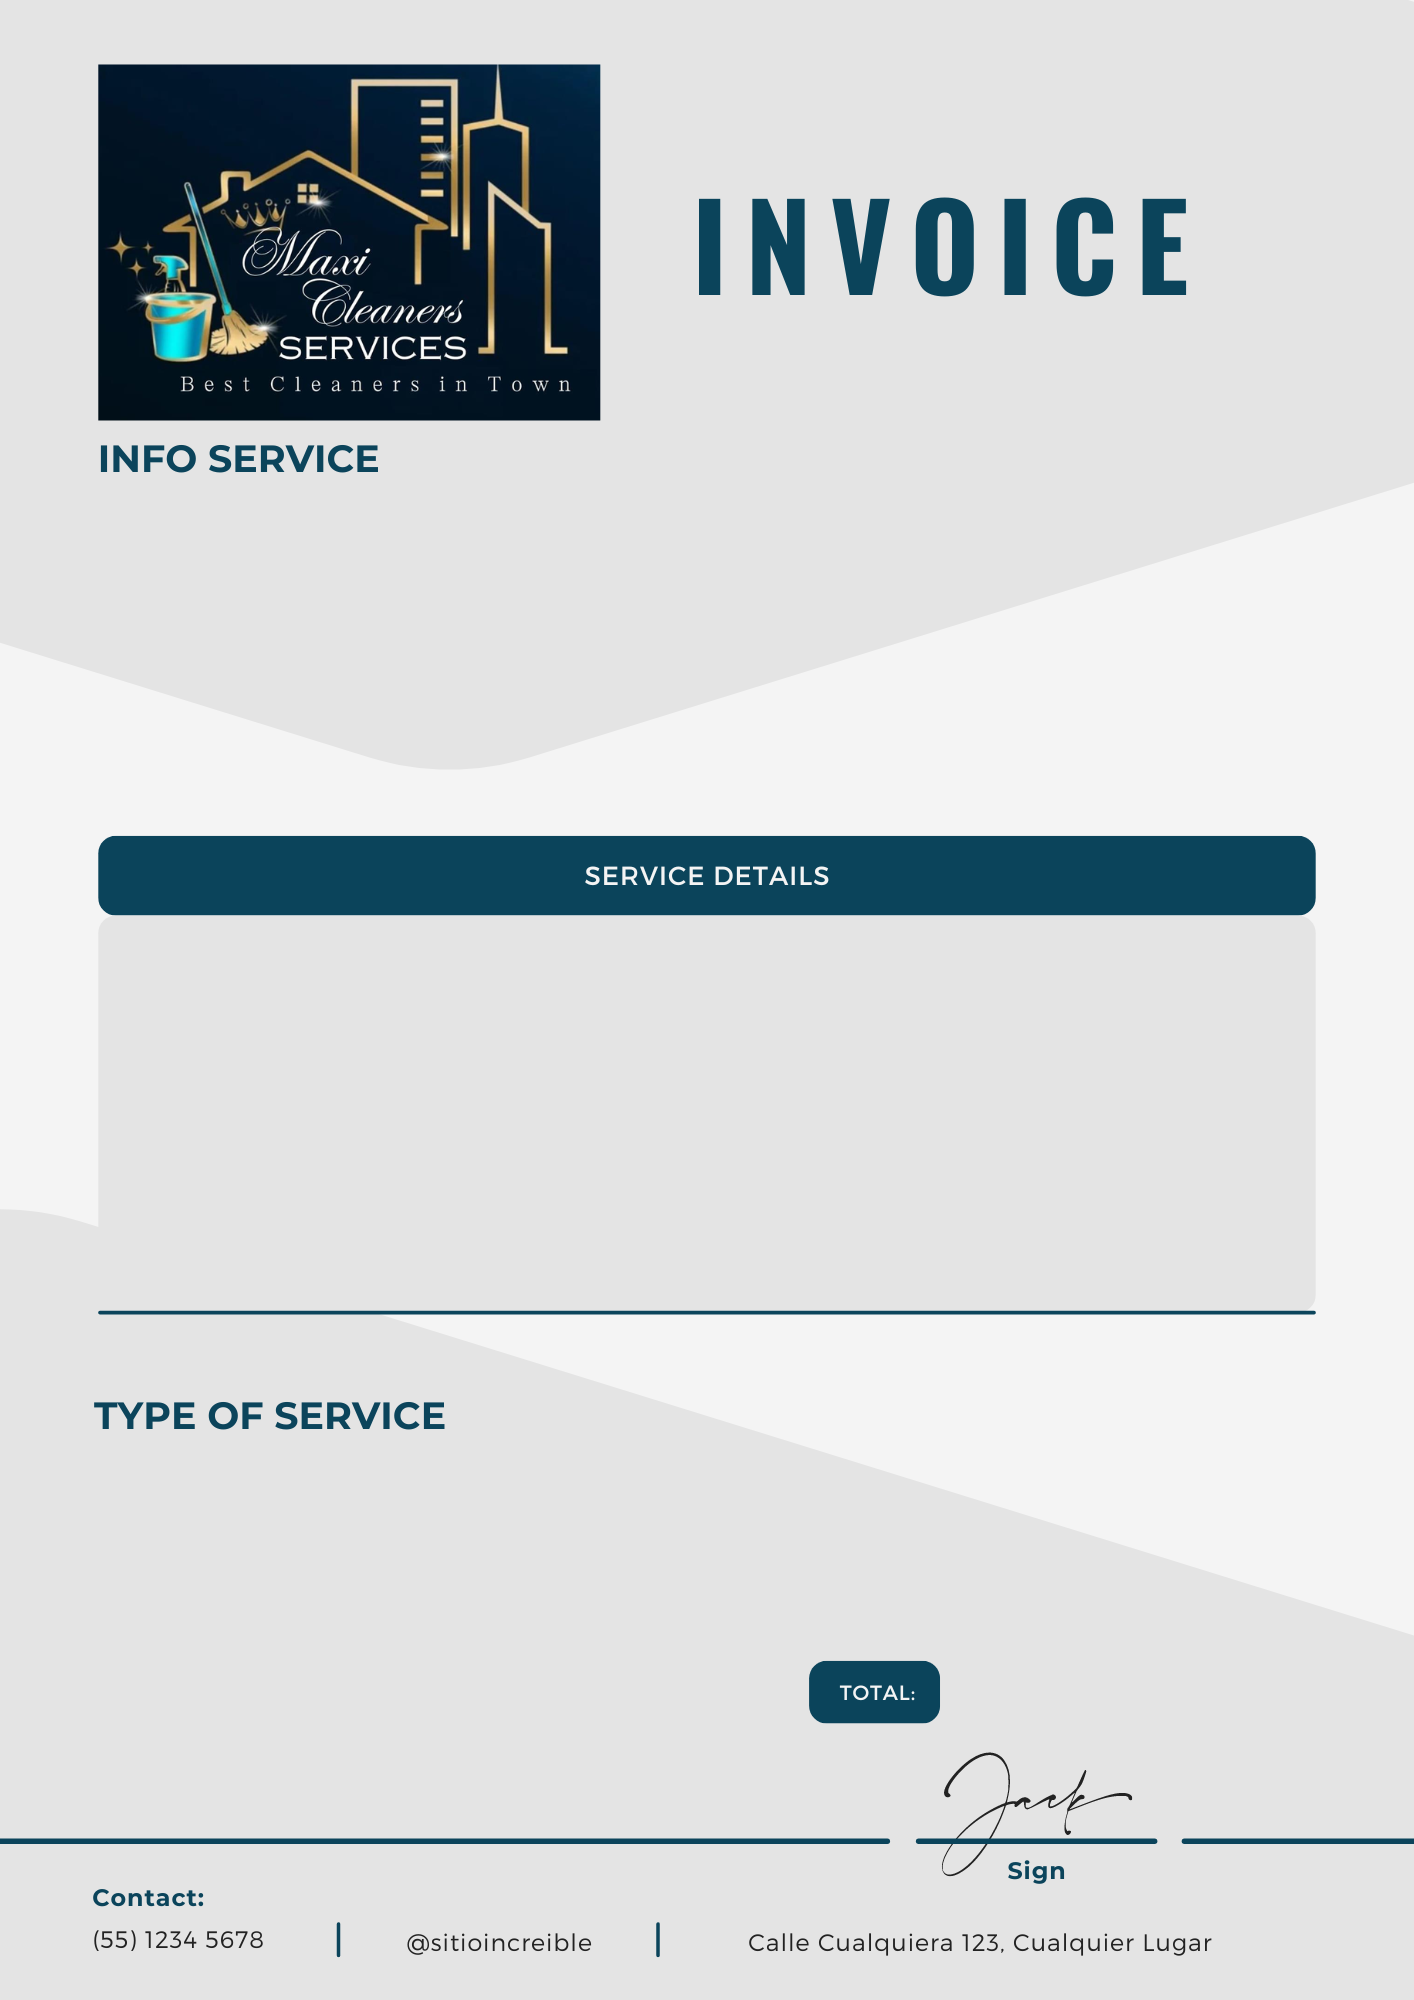 Maxi
Cleaners
SERVICES
Best Cleaners in Town
INVOICE
INFO SERVICE
SERVICE DETAILS
TYPE OF SERVICE
TOTAL:
Jack
Sign
Contact:
(55) 1234 5678
@sitioincreible
Calle Cualquiera 123, Cualquier Lugar